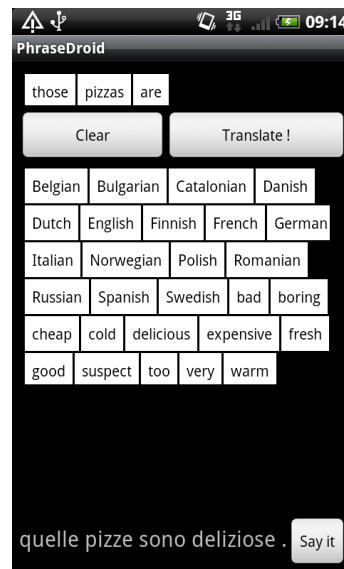 3G 09:14
PhraseDroid
those pizzas are
Clear Translate !
Belgian Bulgarian Catalonian Danish
Dutch English Finnish French German
Italian Norwegian Polish Romanian
Russian Spanish Swedish bad boring
cheap cold delicious expensive fresh
good suspect too very warm
quelle pizze sono deliziose . Say it